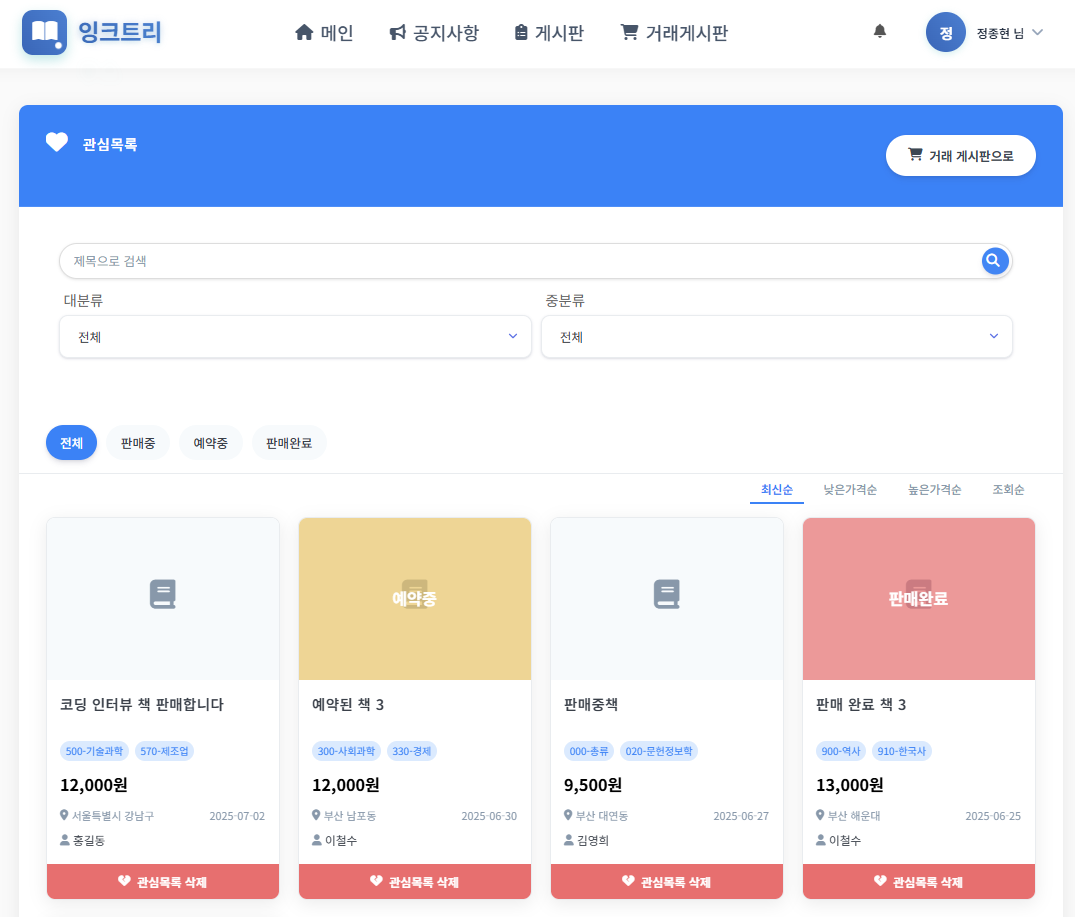 잉크트리
메인
공지사항
게시판
거래게시판
정
정종현 님
관심목록
거래 게시판으로
제목으로 검색
대분류
중분류
전체
전체
전체
판매중
예약중
판매완료
최신순
낮은가격순
높은가격순
조회순
예약중
판매완료
코딩 인터뷰 책 판매합니다
500-기술과학
570-제조업
12,000원
서울특별시 강남구
2025-07-02
홍길동
관심목록 삭제
예약된 책 3
300-사회과학
330-경제
12,000원
부산 남포동
2025-06-30
이철수
관심목록 삭제
판매중책
000-총류
020-문헌정보학
9,500원
부산 대연동
2025-06-27
김영희
관심목록 삭제
판매 완료 책 3
900-역사
910-한국사
13,000원
부산 해운대
2025-06-25
이철수
관심목록 삭제